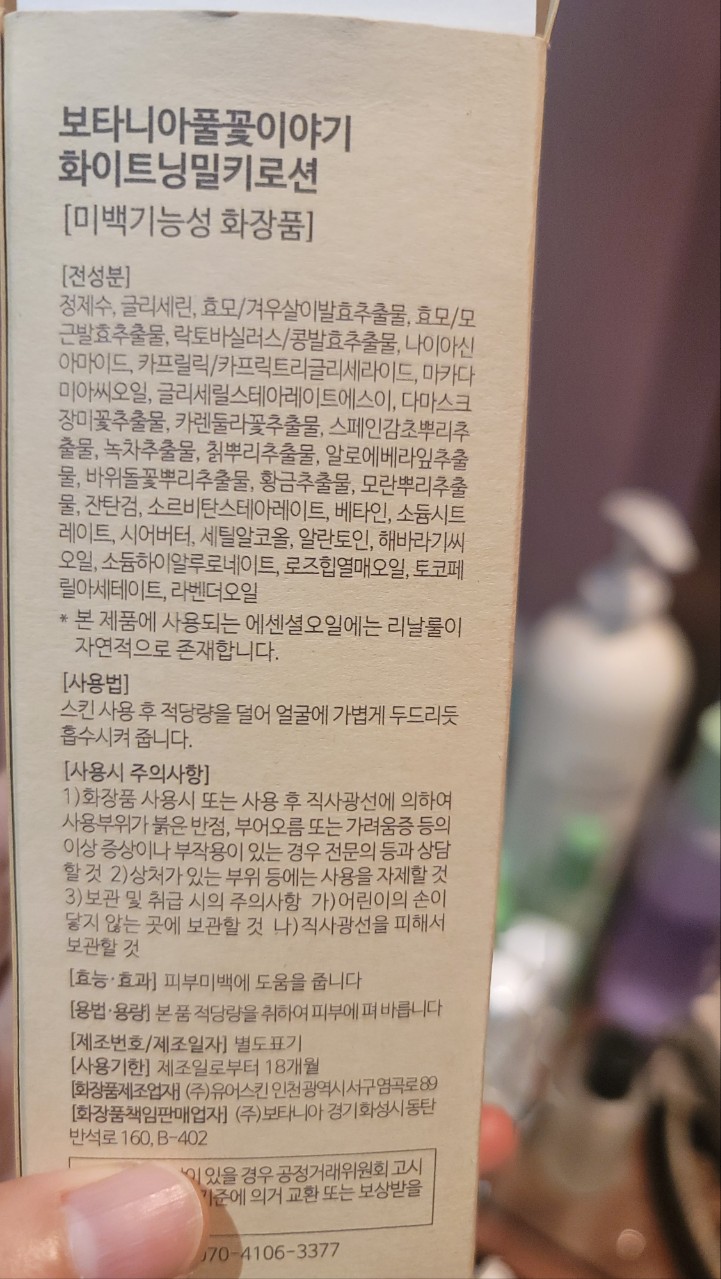 보타니아풀꽃이야기
화이트닝밀키로션
[미백기능성 화장품]
[전성분]
정제수, 글리세린, 효모/겨우살이발효추출물, 효모/모
근발효추출물, 락토바실러스/콩발효추출물, 나이아신
아마이드, 카프릴릭/카프릭트리글리세라이드, 마카다
미아씨오일, 글리세릴스테아레이트에스이, 다마스크
장미꽃추출물, 카렌둘라꽃추출물, 스페인감초뿌리추
출물, 녹차추출물, 칡뿌리추출물, 알로에베라잎추출
물, 바위돌꽃뿌리추출물, 황금추출물, 모란뿌리추출
물, 잔탄검, 소르비탄스테아레이트, 베타인, 소듐시트
레이트, 시어버터, 세틸알코올, 알란토인, 해바라기씨
오일, 소듐하이알루로네이트, 로즈힙열매오일, 토코페
릴아세테이트, 라벤더오일
* 본 제품에 사용되는 에센셜오일에는 리날룰이
자연적으로 존재합니다.
[사용법]
스킨 사용 후 적당량을 덜어 얼굴에 가볍게 두드리듯
흡수시켜 줍니다.
[사용시 주의사항]
1)화장품 사용시 또는 사용 후 직사광선에 의하여
사용부위가 붉은 반점, 부어오름 또는 가려움증 등의
이상 증상이나 부작용이 있는 경우 전문의 등과 상담
할 것 2)상처가 있는 부위 등에는 사용을 자제할 것
3)보관 및 취급 시의 주의사항 가)어린이의 손이
닿지 않는 곳에 보관할 것 나)직사광선을 피해서
보관할 것
[효능·효과] 피부미백에 도움을 줍니다
[용법·용량] 본 품 적당량을 취하여 피부에 펴 바릅니다
[제조번호/제조일자] 별도표기
[사용기한] 제조일로부터 18개월
[화장품제조업자] (주)유어스킨 인천광역시 서구 염곡로 89
[화장품책임판매업자] (주)보타니아 경기 화성시 동탄
반석로 160, B-402
있을 경우 공정거래위원회 고시
기준에 의거 교환 또는 보상받을
070-4106-3377